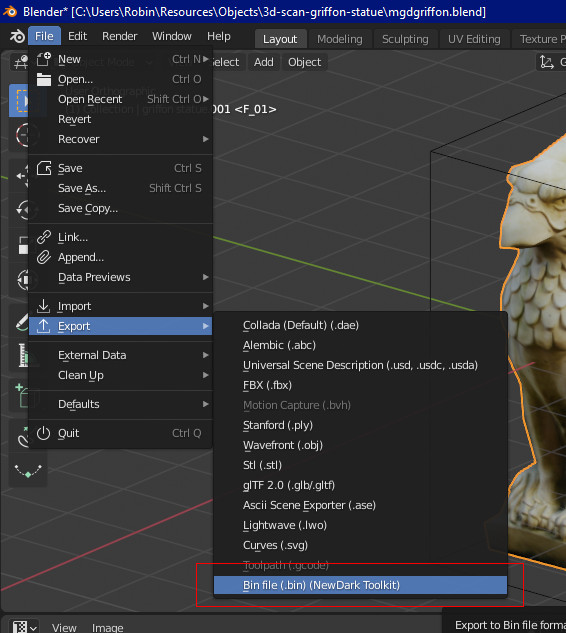 Blender* [C:\Users\Robin\Resources\Objects\3d-scan-griffon-statue\mgdgriffon.blend]
File Edit Render Window Help Layout Modeling Sculpting UV Editing Texture P
Select Add Object G
New Ctrl N
Open... Ctrl O
Open Recent Shift Ctrl O
001 <F_01>
Revert
Recover
Save Ctrl S
Save As... Shift Ctrl S
Save Copy...
Link...
Append...
Data Previews
Import
Export
External Data
Clean Up
Defaults
Quit Ctrl Q
Collada (Default) (.dae)
Alembic (.abc)
Universal Scene Description (.usd, .usdc, .usda)
FBX (.fbx)
Motion Capture (.bvh)
Stanford (.ply)
Wavefront (.obj)
Stl (.stl)
glTF 2.0 (.glb/.gltf)
Ascii Scene Exporter (.ase)
Lightwave (.lwo)
Curves (.svg)
Toolpath (.gcode)
Bin file (.bin) (NewDark Toolkit)
Export to Bin file forma
View Image